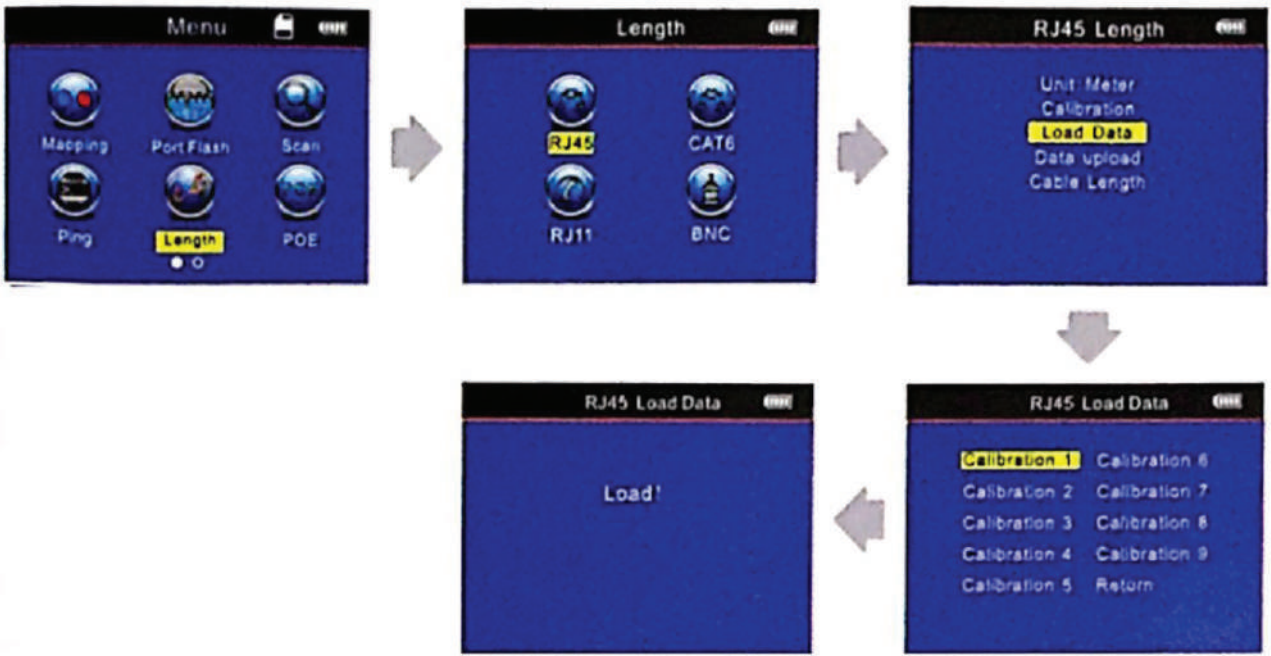 Menu
Mapping Port Flash Scan
Ping Length POE
Length
RJ45 CAT6
RJ11 BNC
RJ45 Length
Unit Meter
Calibration
Load Data
Data upload
Cable Length
RJ45 Load Data
Calibration 1 Calibration 6
Calibration 2 Calibration 7
Calibration 3 Calibration 8
Calibration 4 Calibration 9
Calibration 5 Return
RJ45 Load Data
Load!